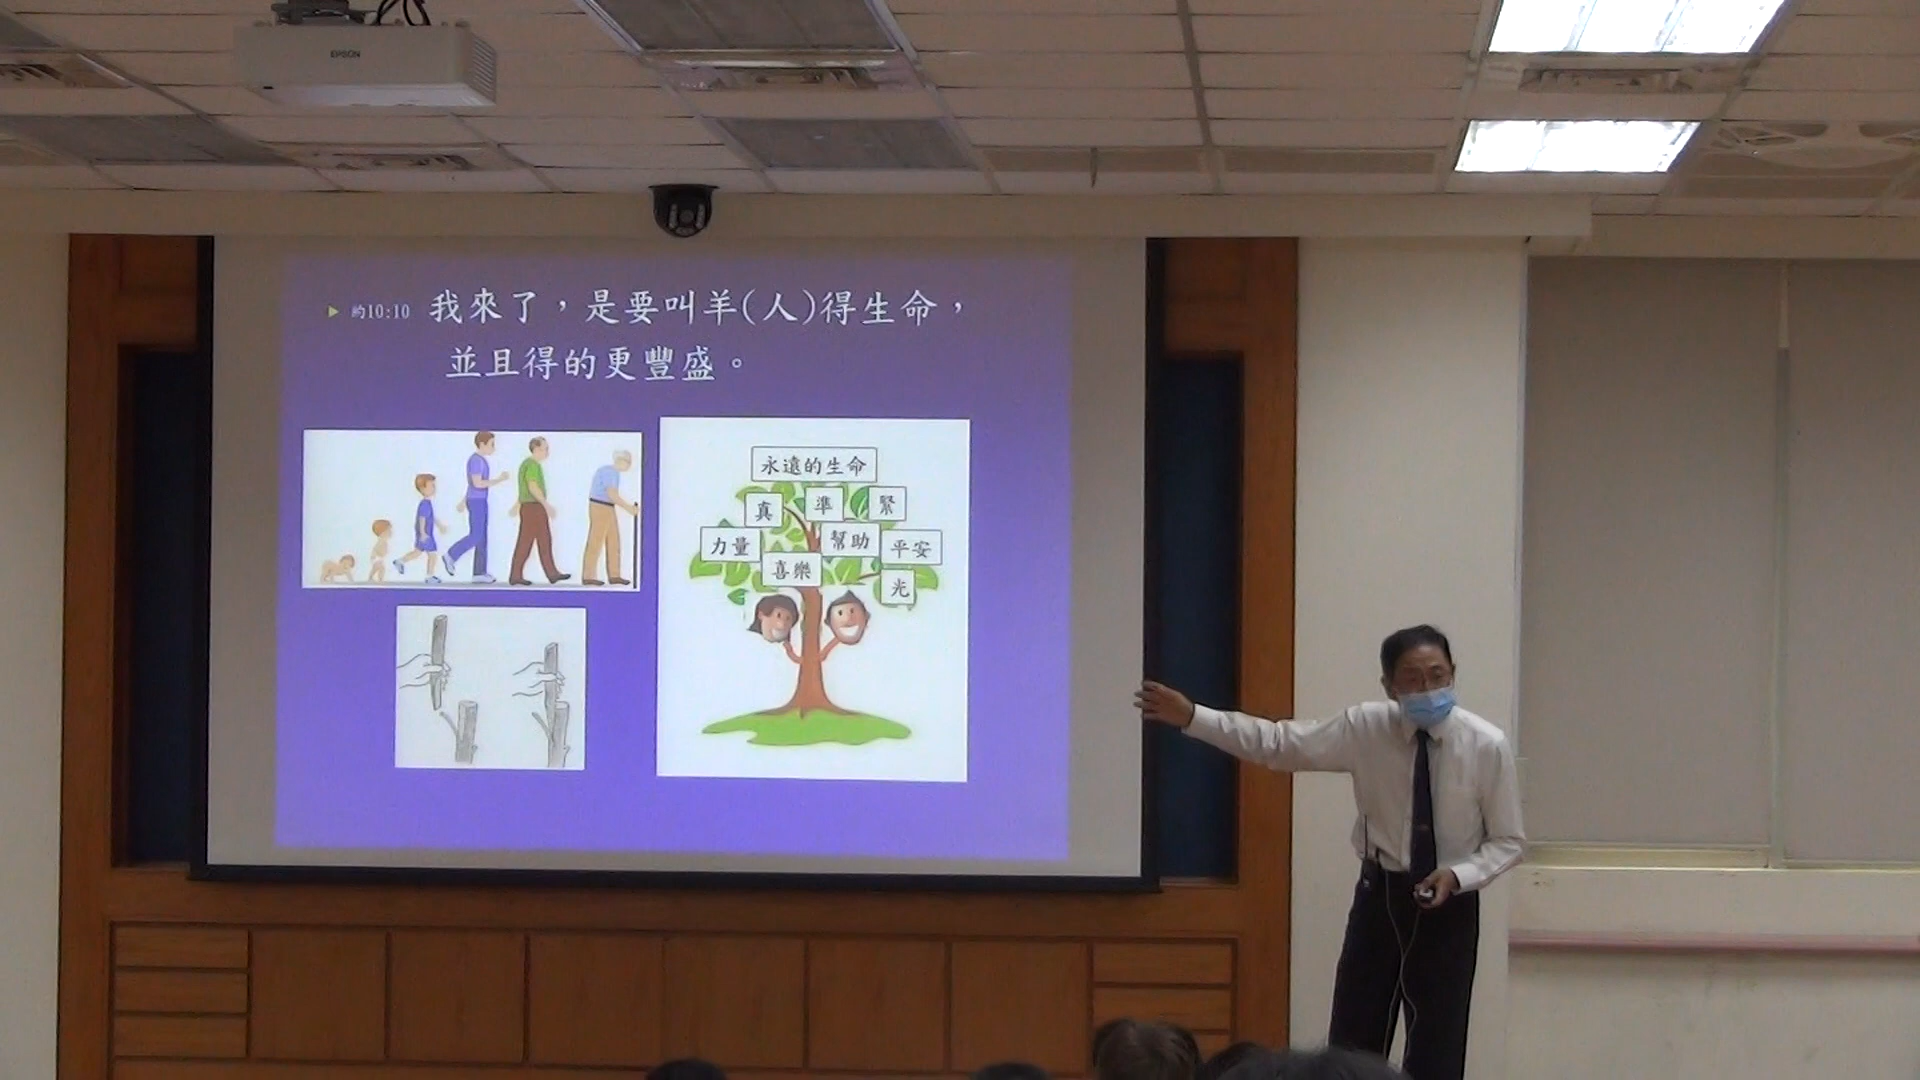 EPSON
約10:10 我來了，是要叫羊(人)得生命，
並且得的更豐盛。
永遠的生命
真
準
緊
力量
幫助
平安
喜樂
光